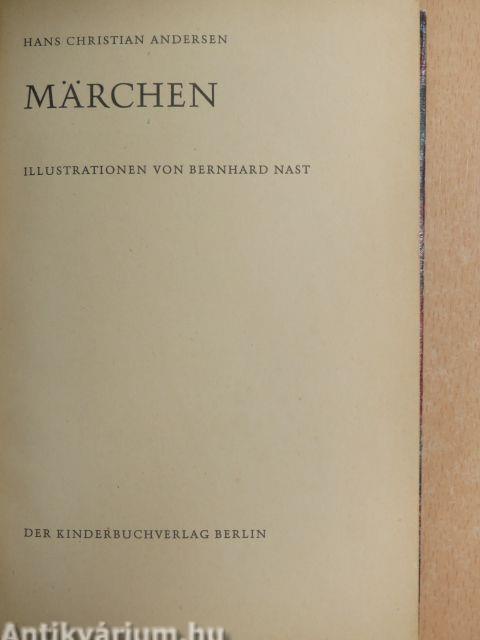 HANS CHRISTIAN ANDERSEN
MÄRCHEN
ILLUSTRATIONEN VON BERNHARD NAST
DER KINDERBUCHVERLAG BERLIN
Antikvárium.hu